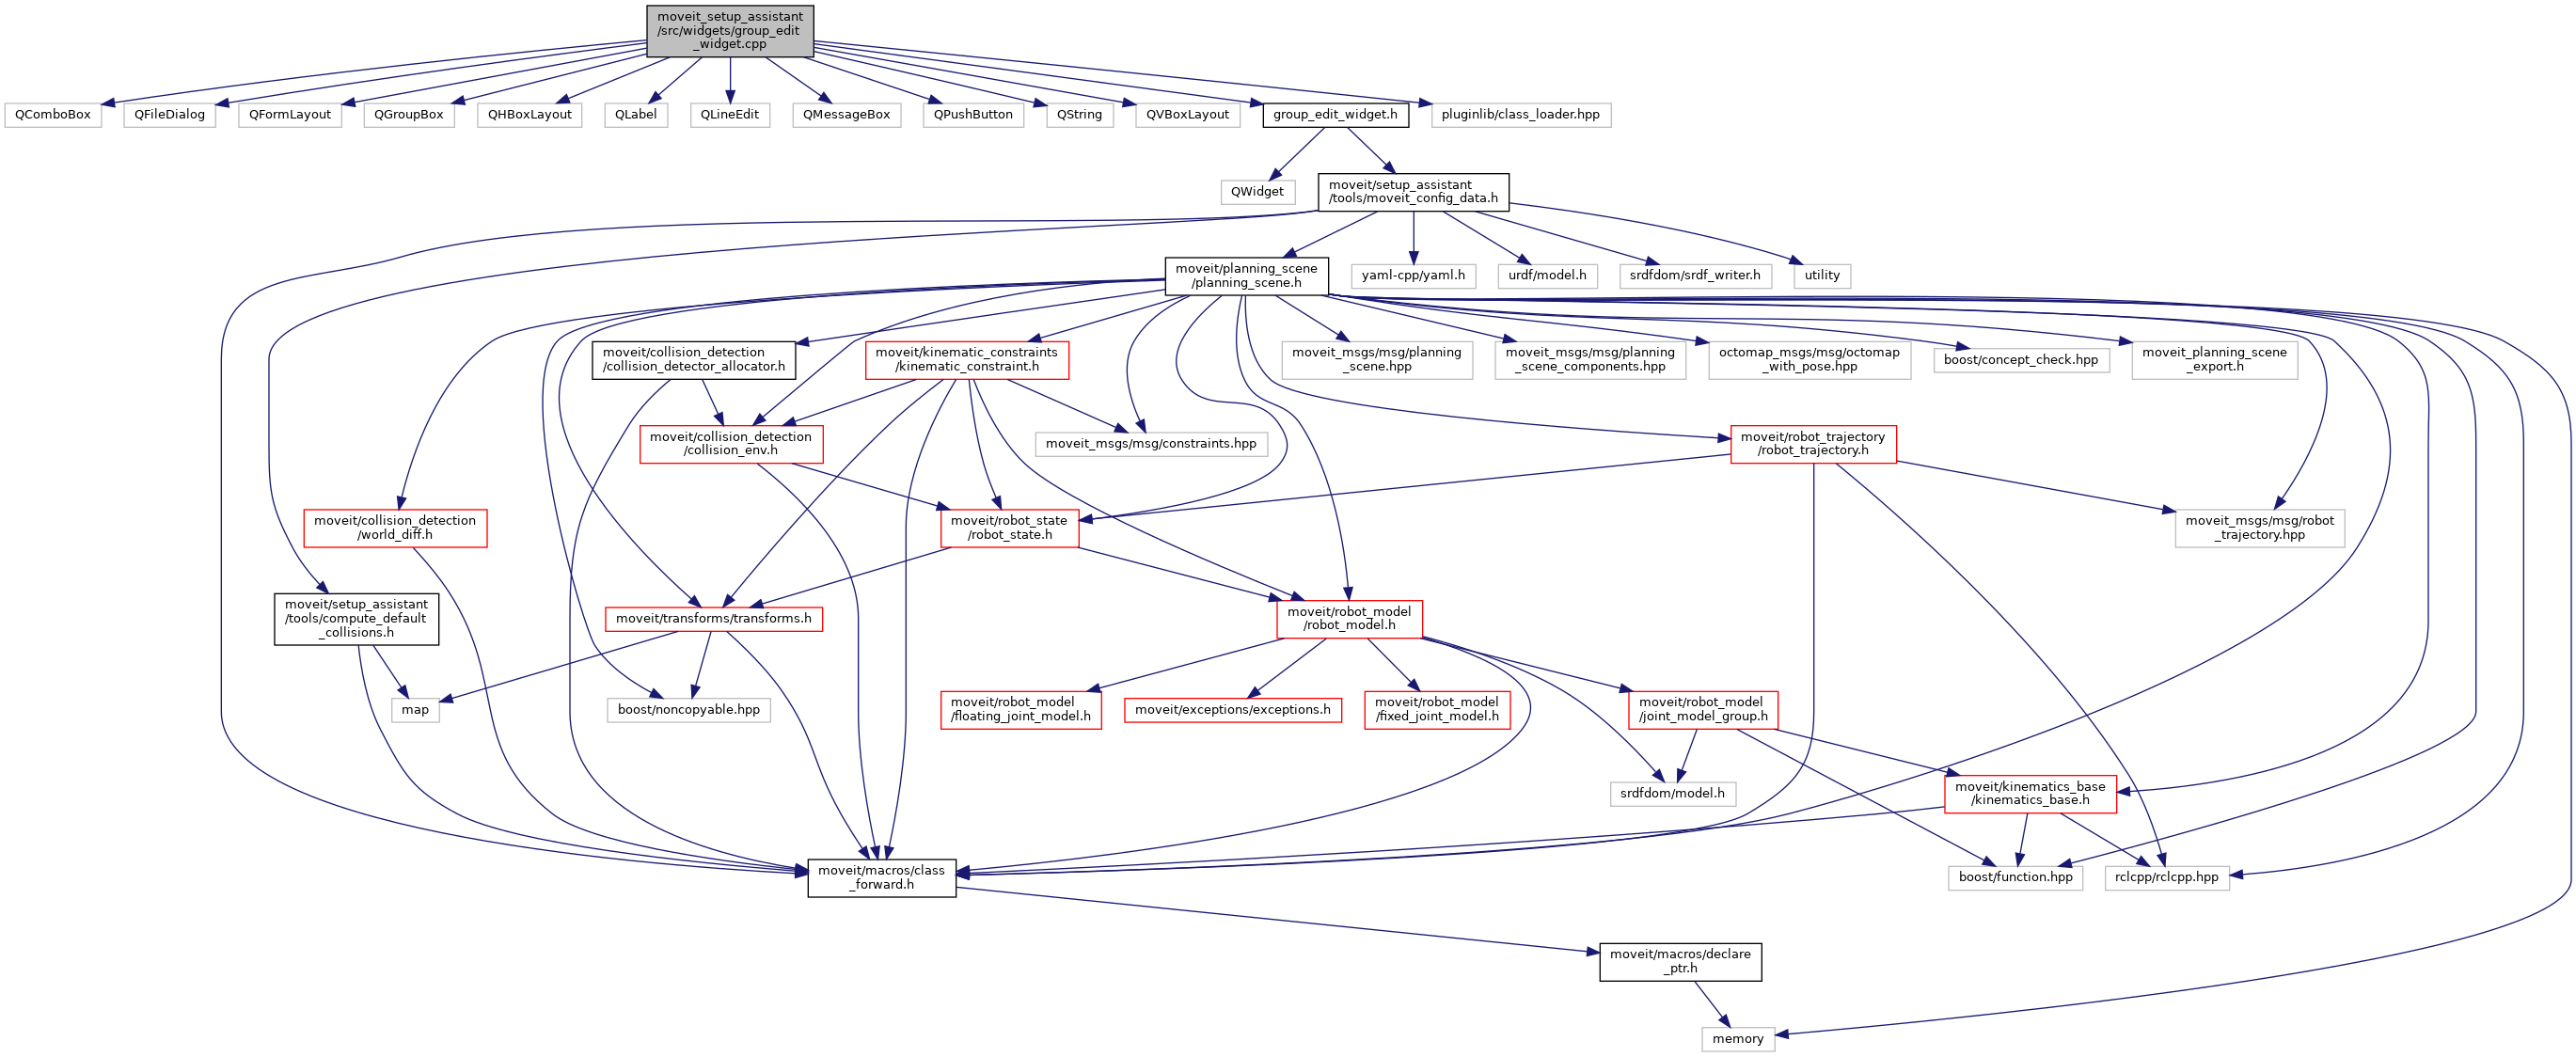 moveit_setup_assistant
/src/widgets/group_edit
_widget.cpp
QComboBox
QFileDialog
QFormLayout
QGroupBox
QHBoxLayout
QLabel
QLineEdit
QMessageBox
QPushButton
QString
QVBoxLayout
group_edit_widget.h
pluginlib/class_loader.hpp
QWidget
moveit/setup_assistant
/tools/moveit_config_data.h
moveit/planning_scene
/planning_scene.h
yaml-cpp/yaml.h
urdf/model.h
srdfdom/srdf_writer.h
utility
moveit/collision_detection
/collision_detector_allocator.h
moveit/kinematic_constraints
/kinematic_constraint.h
moveit_msgs/msg/planning
_scene.hpp
moveit_msgs/msg/planning
_scene_components.hpp
octomap_msgs/msg/octomap
_with_pose.hpp
boost/concept_check.hpp
moveit_planning_scene
_export.h
moveit/collision_detection
/collision_env.h
moveit_msgs/msg/constraints.hpp
moveit/robot_trajectory
/robot_trajectory.h
moveit/collision_detection
/world_diff.h
moveit/robot_state
/robot_state.h
moveit_msgs/msg/robot
_trajectory.hpp
moveit/setup_assistant
/tools/compute_default
_collisions.h
moveit/transforms/transforms.h
moveit/robot_model
/robot_model.h
map
boost/noncopyable.hpp
moveit/robot_model
/floating_joint_model.h
moveit/exceptions/exceptions.h
moveit/robot_model
/fixed_joint_model.h
moveit/robot_model
/joint_model_group.h
srdfdom/model.h
moveit/kinematics_base
/kinematics_base.h
moveit/macros/class
_forward.h
boost/function.hpp
rclcpp/rclcpp.hpp
moveit/macros/declare
_ptr.h
memory